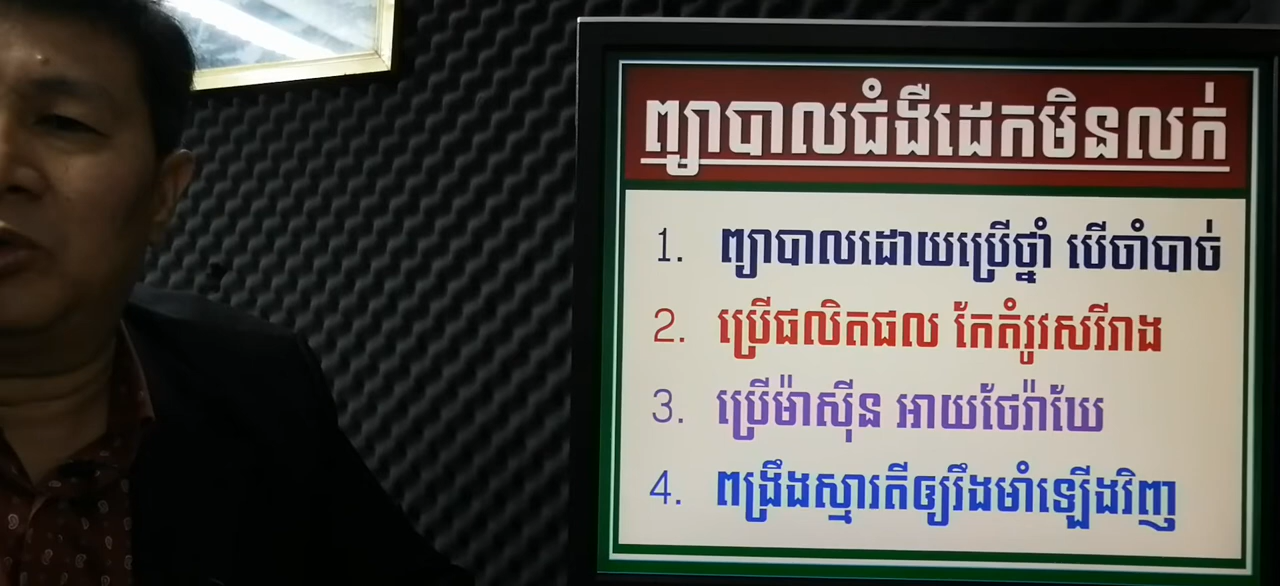 ព្យាបាលជំងឺដេកមិនលក់
1. ព្យាបាលដោយប្រើថ្នាំ បើចាំបាច់
2. ប្រើផលិតផល កែតំរូវសរីរាង
3. ប្រើម៉ាស៊ីន អាយថែរ៉ាឃែ
4. ពង្រឹងស្មារតីឲ្យរឹងមាំឡើងវិញ